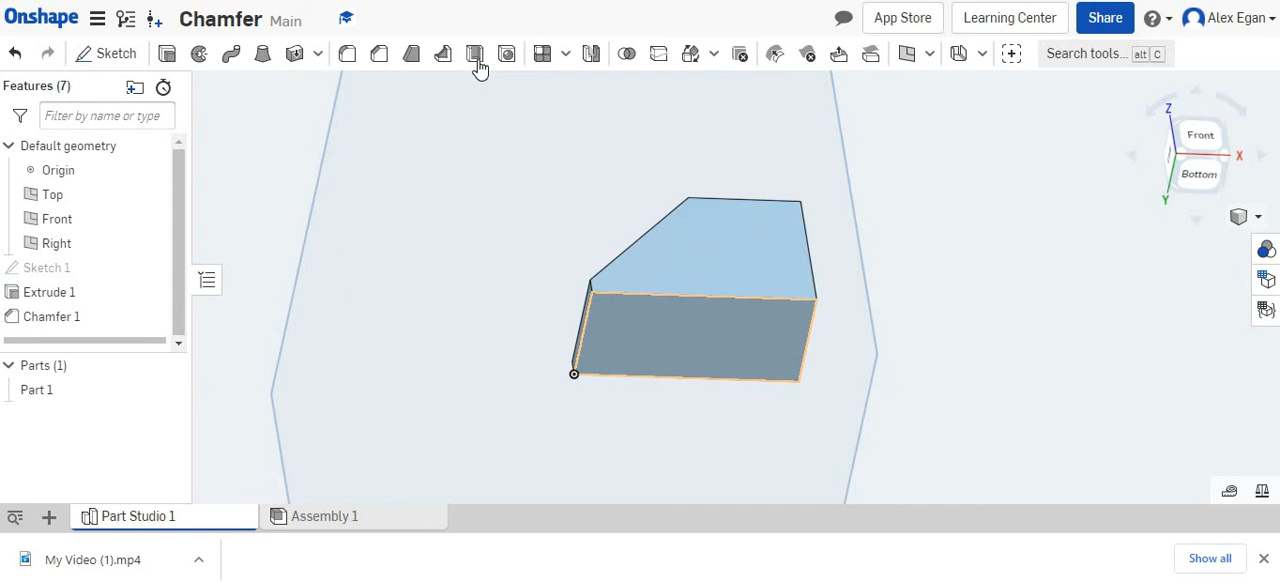 Onshape Chamfer Main App Store Learning Center Share Alex Egan
Sketch Search tools... alt C
Features (7)
Filter by name or type
Default geometry
Origin
Top
Front
Right
Sketch 1
Extrude 1
Chamfer 1
Parts (1)
Part 1
Z
Front
X
Bottom
Y
Part Studio 1 Assembly 1
My Video (1).mp4 Show all